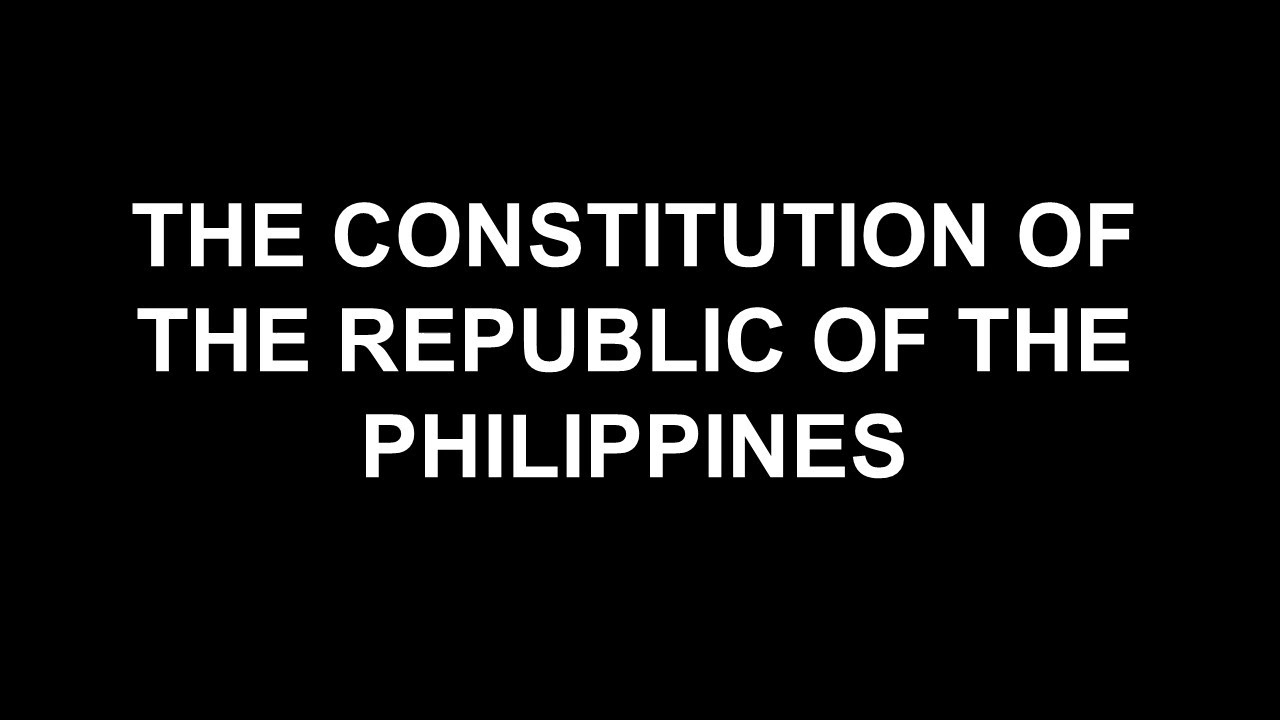 THE CONSTITUTION OF
THE REPUBLIC OF THE
PHILIPPINES